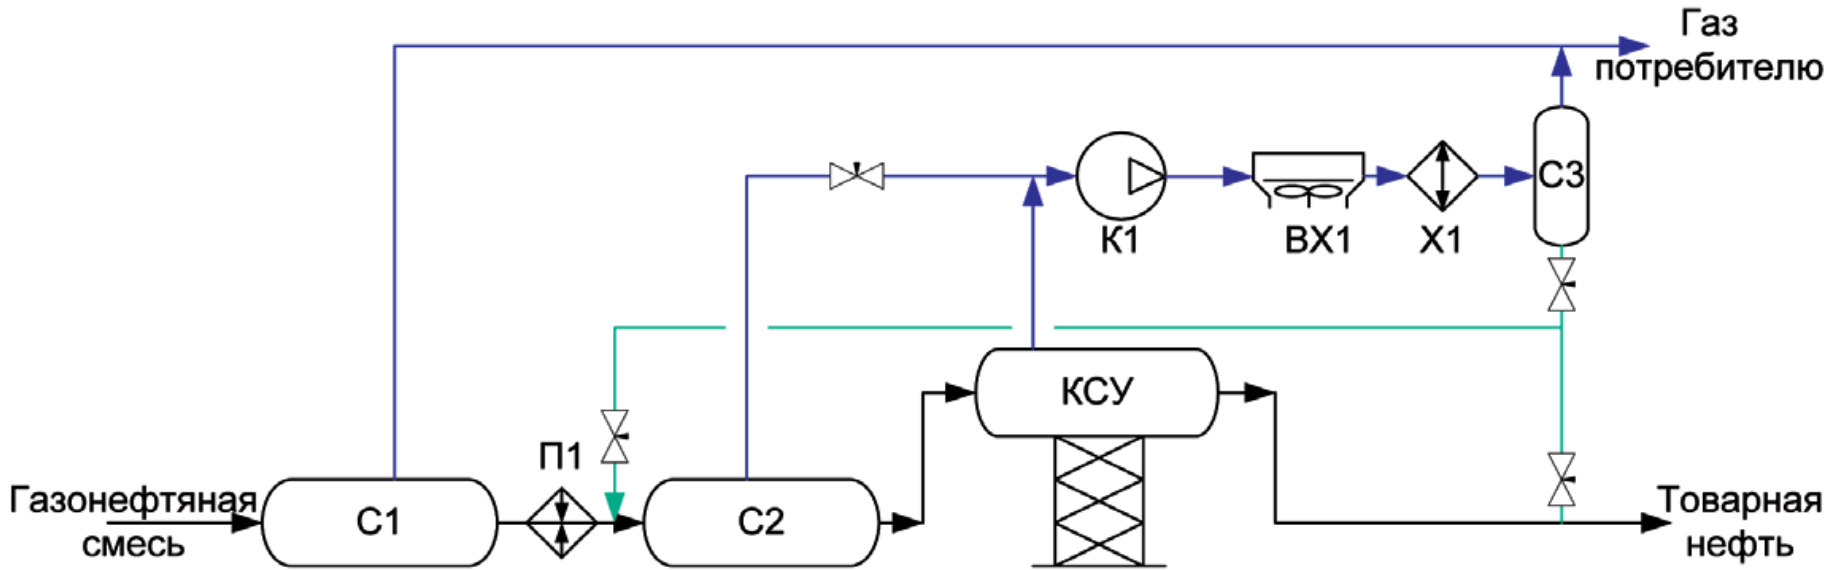 Газ
потребителю
С3
К1
ВХ1
Х1
КСУ
П1
Газонефтяная
смесь
С1
С2
Товарная
нефть